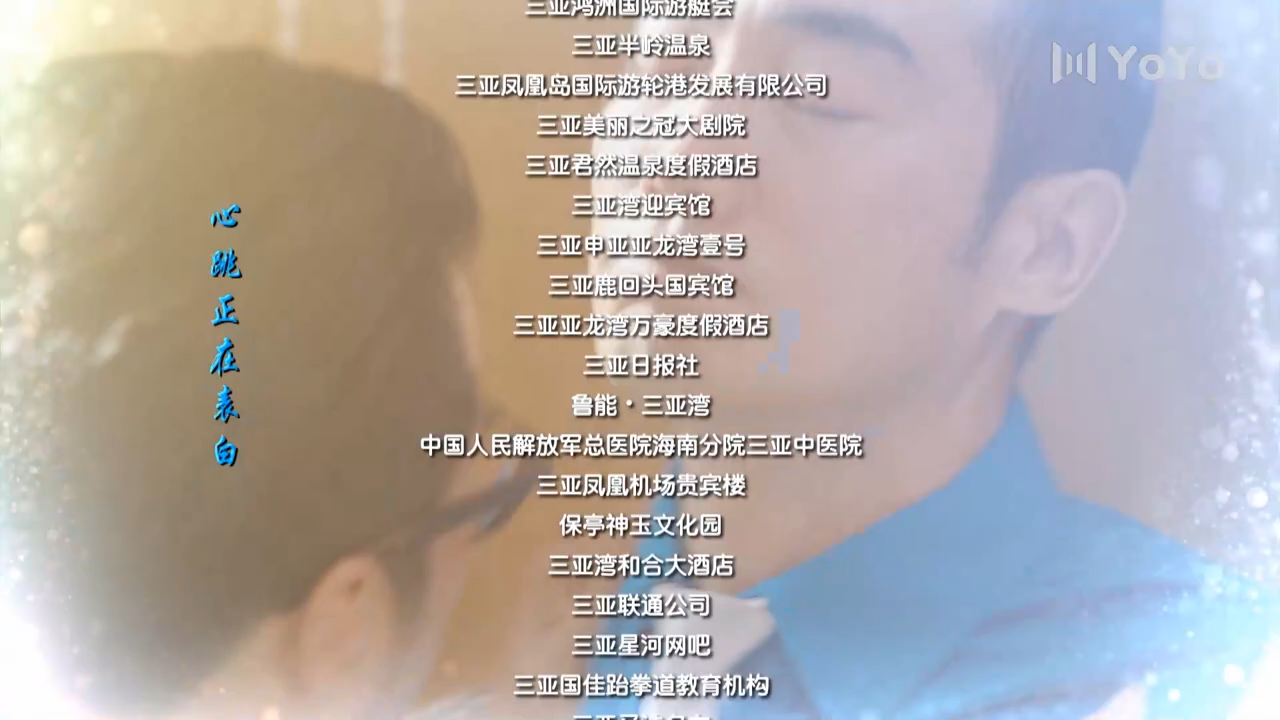 三亚鸿洲国际游艇会
三亚半岭温泉
三亚凤凰岛国际游轮港发展有限公司
三亚美丽之冠大剧院
三亚君然温泉度假酒店
三亚湾迎宾馆
三亚申亚亚龙湾壹号
三亚鹿回头国宾馆
三亚亚龙湾万豪度假酒店
三亚日报社
鲁能·三亚湾
中国人民解放军总医院海南分院三亚中医院
三亚凤凰机场贵宾楼
保亭神玉文化园
三亚湾和合大酒店
三亚联通公司
三亚星河网吧
三亚国佳跆拳道教育机构
心跳正在表白
YoYo